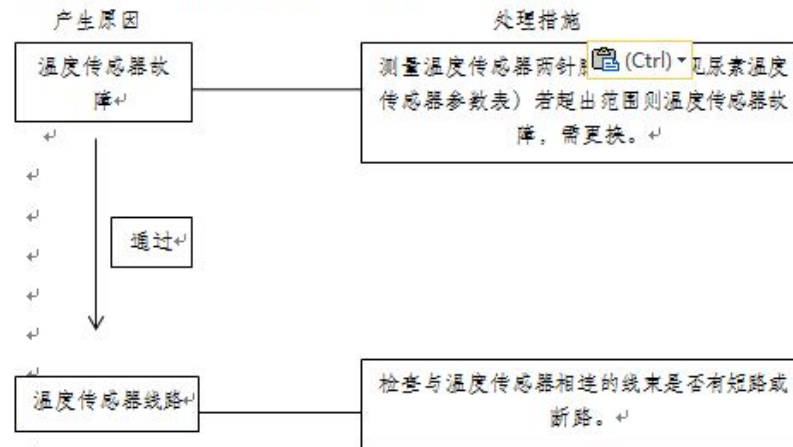 产生原因
处理措施
温度传感器故
障↵
测量温度传感器两针 (Ctrl) 见尿素温度
传感器参数表）若超出范围则温度传感器故
障，需更换。↵
通过↵
温度传感器线路↵
检查与温度传感器相连的线束是否有短路或
断路。↵